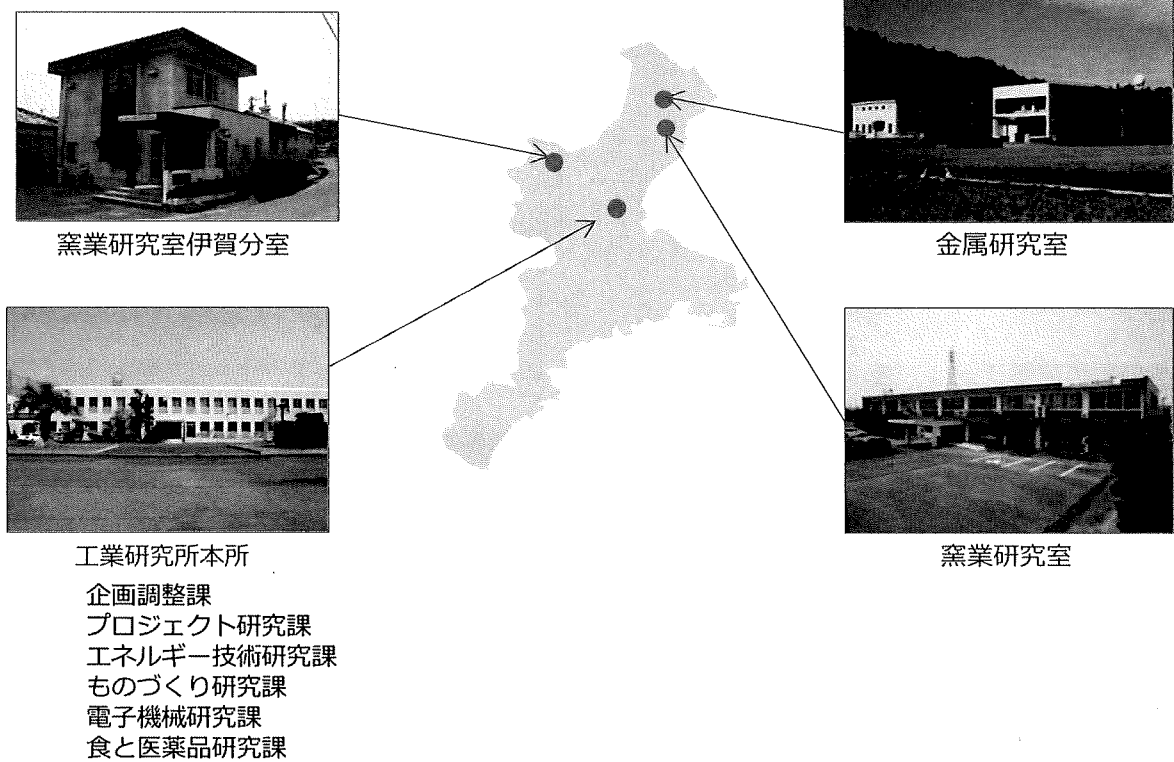 窯業研究室伊賀分室
金属研究室
工業研究所本所
企画調整課
プロジェクト研究課
エネルギー技術研究課
ものづくり研究課
電子機械研究課
食と医薬品研究課
窯業研究室